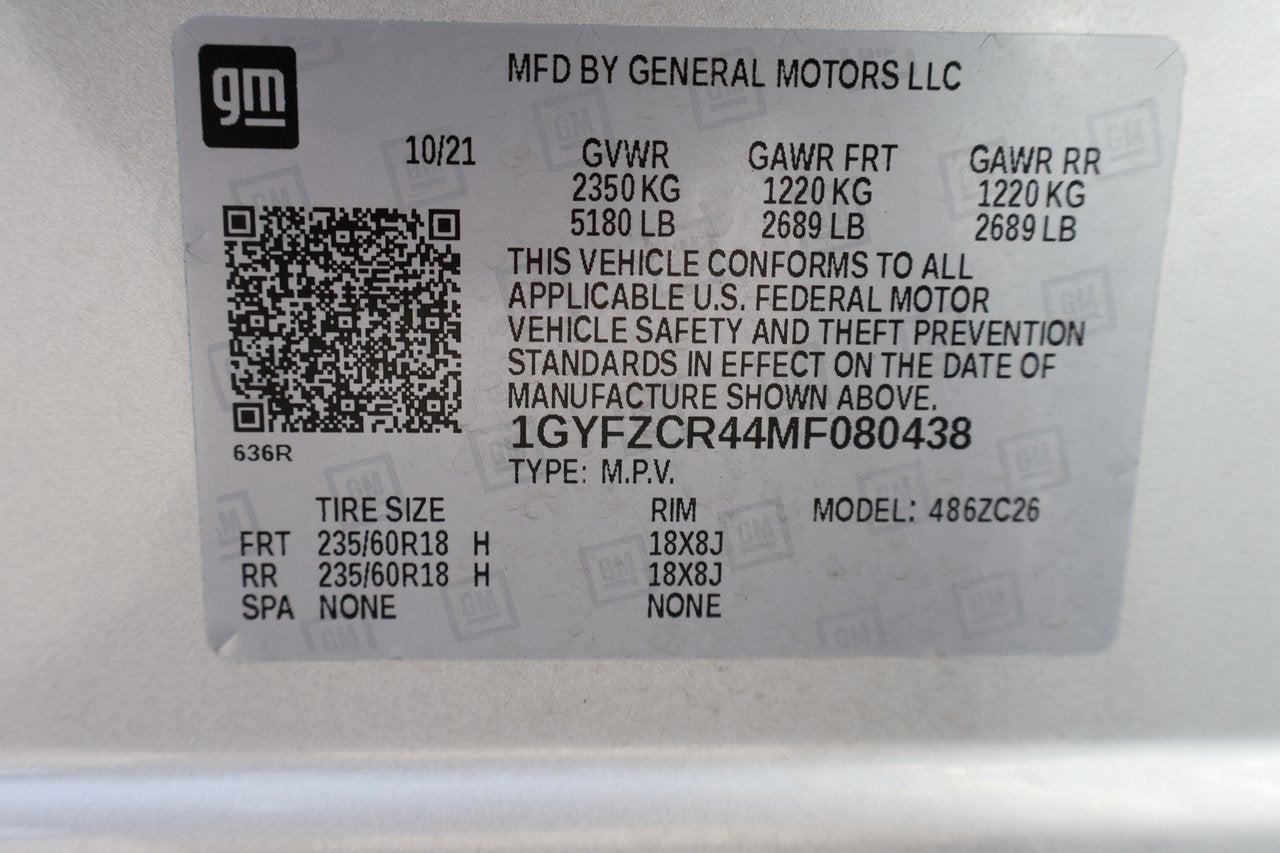 gm
MFD BY GENERAL MOTORS LLC
10/21 GVWR GAWR FRT GAWR RR
2350 KG 1220 KG 1220 KG
5180 LB 2689 LB 2689 LB
THIS VEHICLE CONFORMS TO ALL
APPLICABLE U.S. FEDERAL MOTOR
VEHICLE SAFETY AND THEFT PREVENTION
STANDARDS IN EFFECT ON THE DATE OF
MANUFACTURE SHOWN ABOVE.
1GYFZCR44MF080438
636R
TYPE: M.P.V.
TIRE SIZE RIM MODEL: 486ZC26
FRT 235/60R18 H 18X8J
RR 235/60R18 H 18X8J
SPA NONE NONE